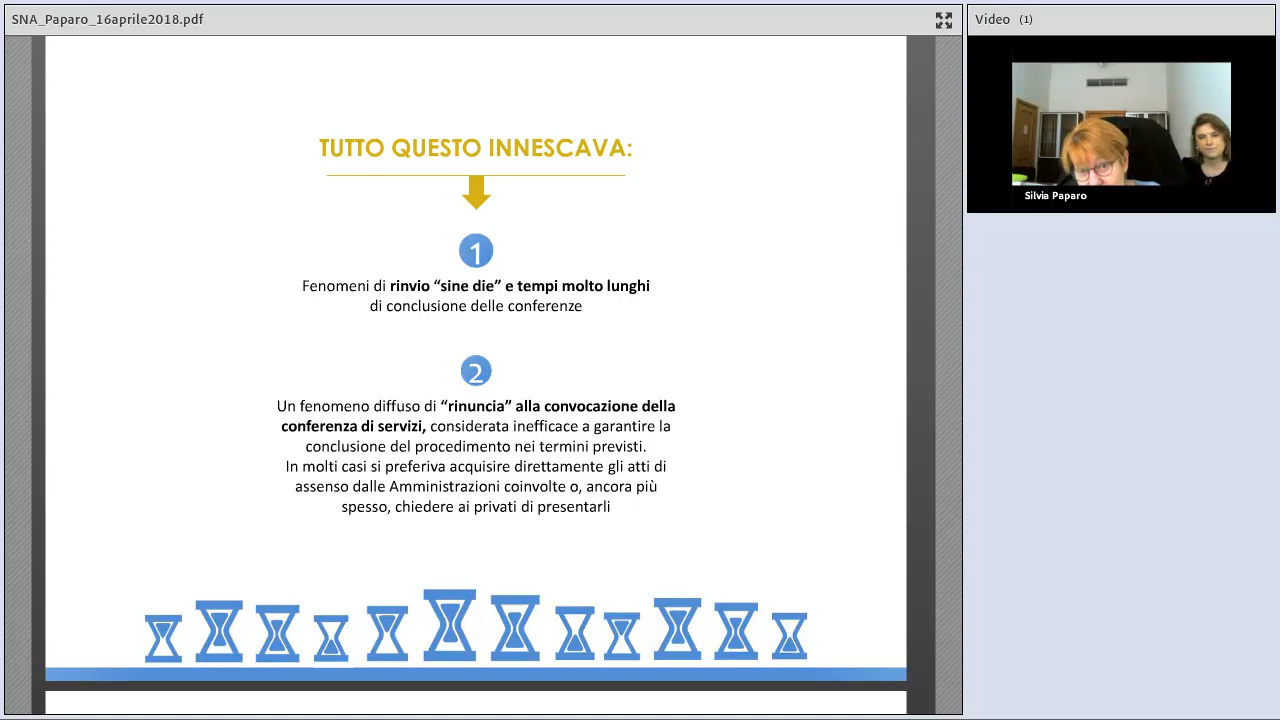 SNA_Paparo_16aprile2018.pdf
Video (1)
Silvia Paparo
TUTTO QUESTO INNESCAVA:
1
Fenomeni di rinvio “sine die” e tempi molto lunghi
di conclusione delle conferenze
2
Un fenomeno diffuso di “rinuncia” alla convocazione della
conferenza di servizi, considerata inefficace a garantire la
conclusione del procedimento nei termini previsti.
In molti casi si preferiva acquisire direttamente gli atti di
assenso dalle Amministrazioni coinvolte o, ancora più
spesso, chiedere ai privati di presentarli